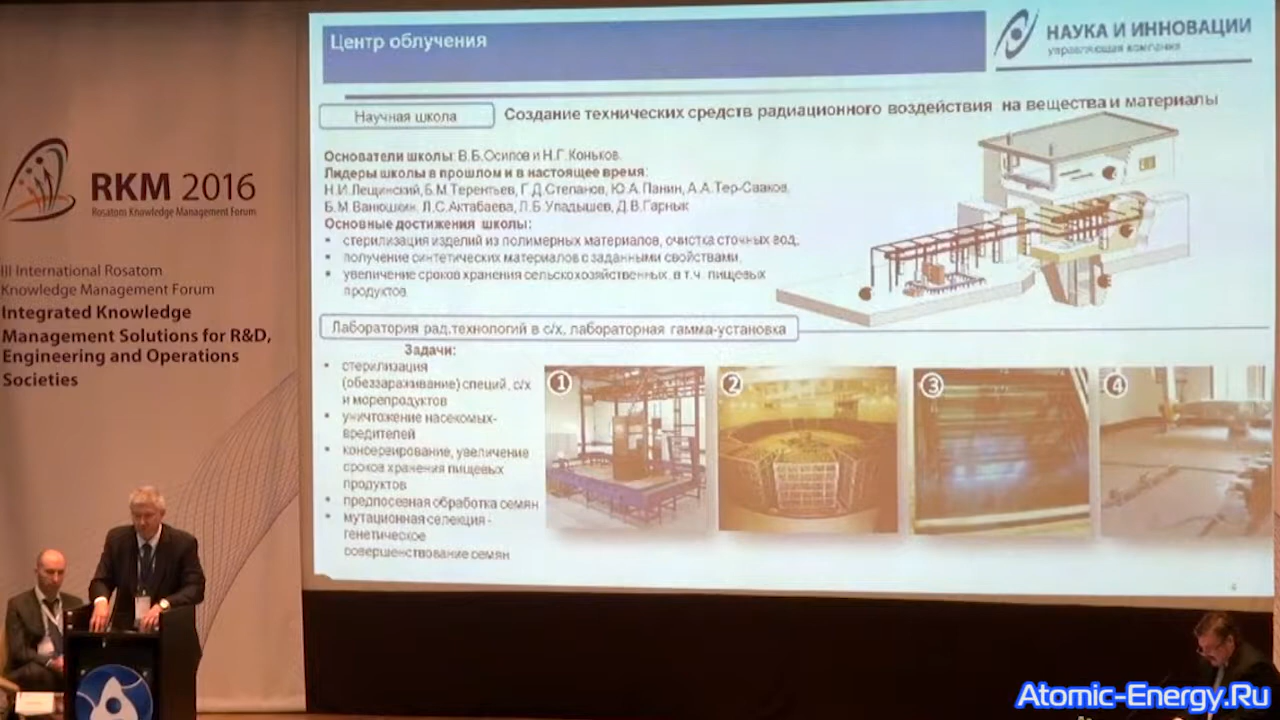 Центр облучения
НАУКА И ИННОВАЦИИ
управляющая компания
Научная школа
Создание технических средств радиационного воздействия на вещества и материалы
Основатели школы: В.Б.Осипов и Н.Г.Коньков.
Лидеры школы в прошлом и в настоящее время:
Н.И.Лещинский, Б.М.Терентьев, Г.Д.Степанов, Ю.А.Панин, А.А.Тер-Сааков,
Б.М.Ванюшкин, Л.С.Актабаева, Л.Б.Уладышев, Д.В.Гарнык
Основные достижения школы:
• стерилизация изделий из полимерных материалов, очистка сточных вод,
• получение синтетических материалов с заданными свойствами,
• увеличение сроков хранения сельскохозяйственных, в т.ч. пищевых
продуктов.
Лаборатория рад.технологий в с/х, лабораторная гамма-установка
Задачи:
• стерилизация
(обеззараживание) специй, с/х
и морепродуктов
• уничтожение насекомых-
вредителей
• консервирование, увеличение
сроков хранения пищевых
продуктов
• предпосевная обработка семян
• мутационная селекция -
генетическое
совершенствование семян
1
2
3
4
RKM 2016
Rosatom Knowledge Management Forum
III International Rosatom
Knowledge Management Forum
Integrated Knowledge
Management Solutions for R&D,
Engineering and Operations
Societies
Atomic-Energy.Ru